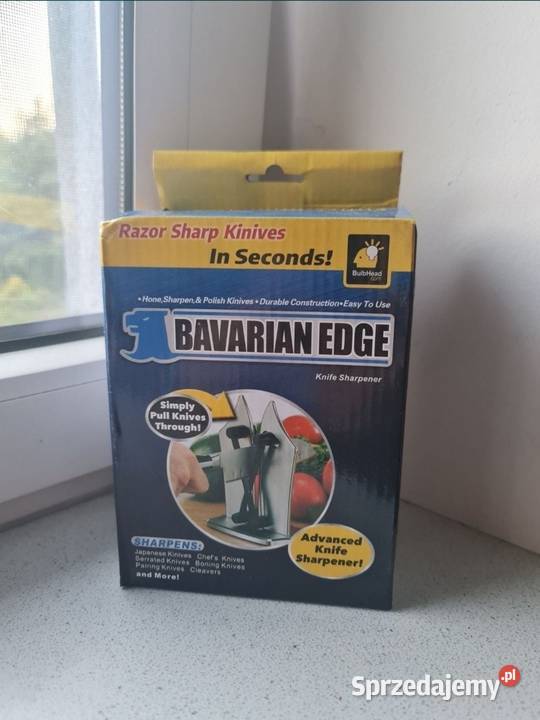 Razor Sharp Kinives
In Seconds!
BulbHead
.com
•Hone,Sharpen,& Polish Kinives •Durable Construction•Easy To Use
BAVARIAN EDGE
Knife Sharpener
Simply
Pull Knives
Through!
SHARPENS:
Japanese Kinives Chef's Knives
Serrated Knives Boning Knives
Pairing Knives Cleavers
and More!
Advanced
Knife
Sharpener!
Sprzedajemy.pl